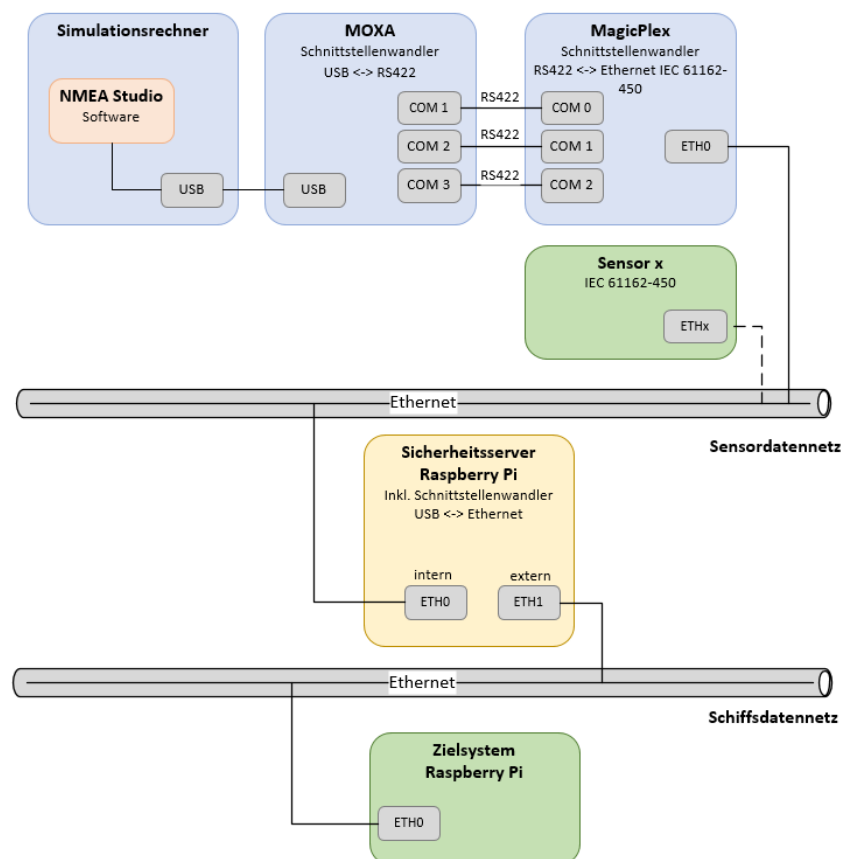 Simulationsrechner
NMEA Studio
Software
USB
MOXA
Schnittstellenwandler
USB <-> RS422
COM 1
COM 2
COM 3
USB
RS422
RS422
RS422
MagicPlex
Schnittstellenwandler
RS422 <-> Ethernet IEC 61162-
450
COM 0
COM 1
COM 2
ETH0
Sensor x
IEC 61162-450
ETHx
Ethernet
Sensordatennetz
Sicherheitsserver
Raspberry Pi
Inkl. Schnittstellenwandler
USB <-> Ethernet
intern
extern
ETH0
ETH1
Ethernet
Schiffsdatennetz
Zielsystem
Raspberry Pi
ETH0